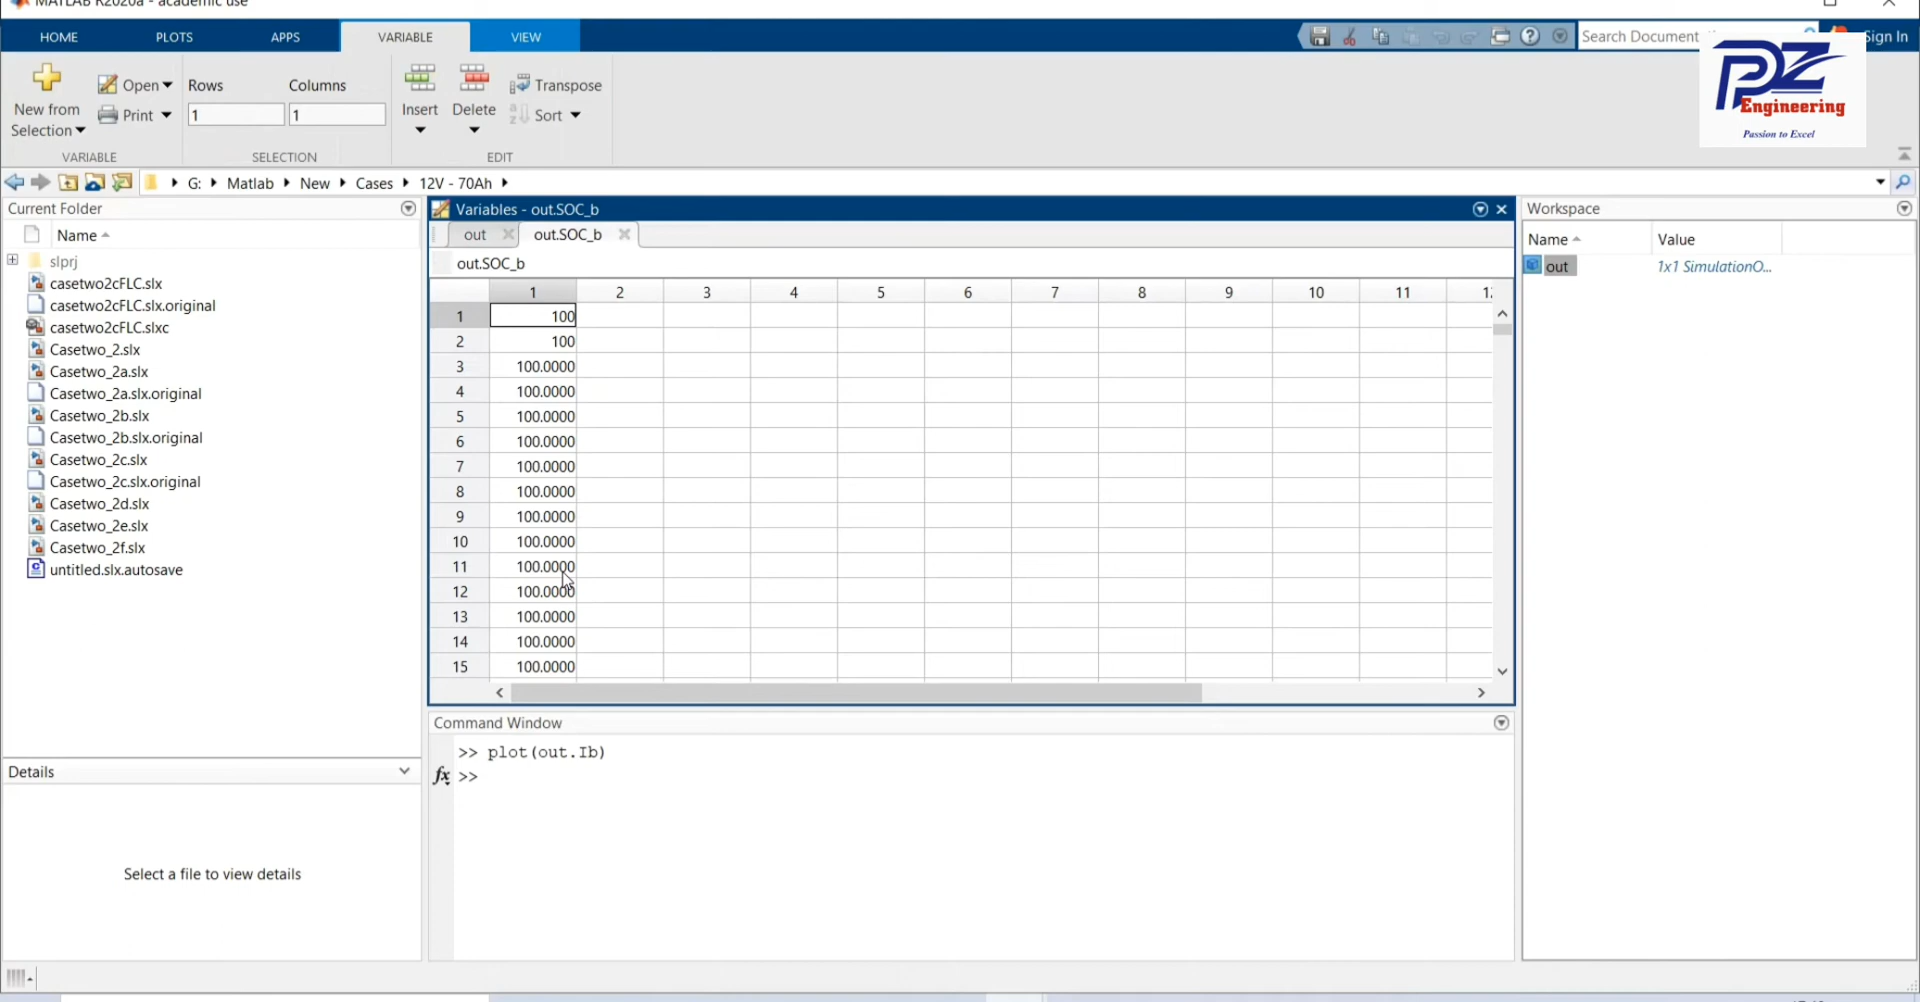 MATLAB R2020a - academic use
HOME PLOTS APPS VARIABLE VIEW Search Document Sign In
New from Selection Open Print Rows Columns Insert Delete Transpose Sort
1 1
VARIABLE SELECTION EDIT
PZ
Engineering
Passion to Excel
G: Matlab New Cases 12V - 70Ah
Current Folder
Name
slprj
casetwo2cFLC.slx
casetwo2cFLC.slx.original
casetwo2cFLC.slxc
Casetwo_2.slx
Casetwo_2a.slx
Casetwo_2a.slx.original
Casetwo_2b.slx
Casetwo_2b.slx.original
Casetwo_2c.slx
Casetwo_2c.slx.original
Casetwo_2d.slx
Casetwo_2e.slx
Casetwo_2f.slx
untitled.slx.autosave
Details
Select a file to view details
Variables - out.SOC_b
out out.SOC_b
out.SOC_b
1 2 3 4 5 6 7 8 9 10 11
1 100
2 100
3 100.0000
4 100.0000
5 100.0000
6 100.0000
7 100.0000
8 100.0000
9 100.0000
10 100.0000
11 100.0000
12 100.0000
13 100.0000
14 100.0000
15 100.0000
Command Window
>> plot(out.Ib)
fx >>
Workspace
Name Value
out 1x1 SimulationO...